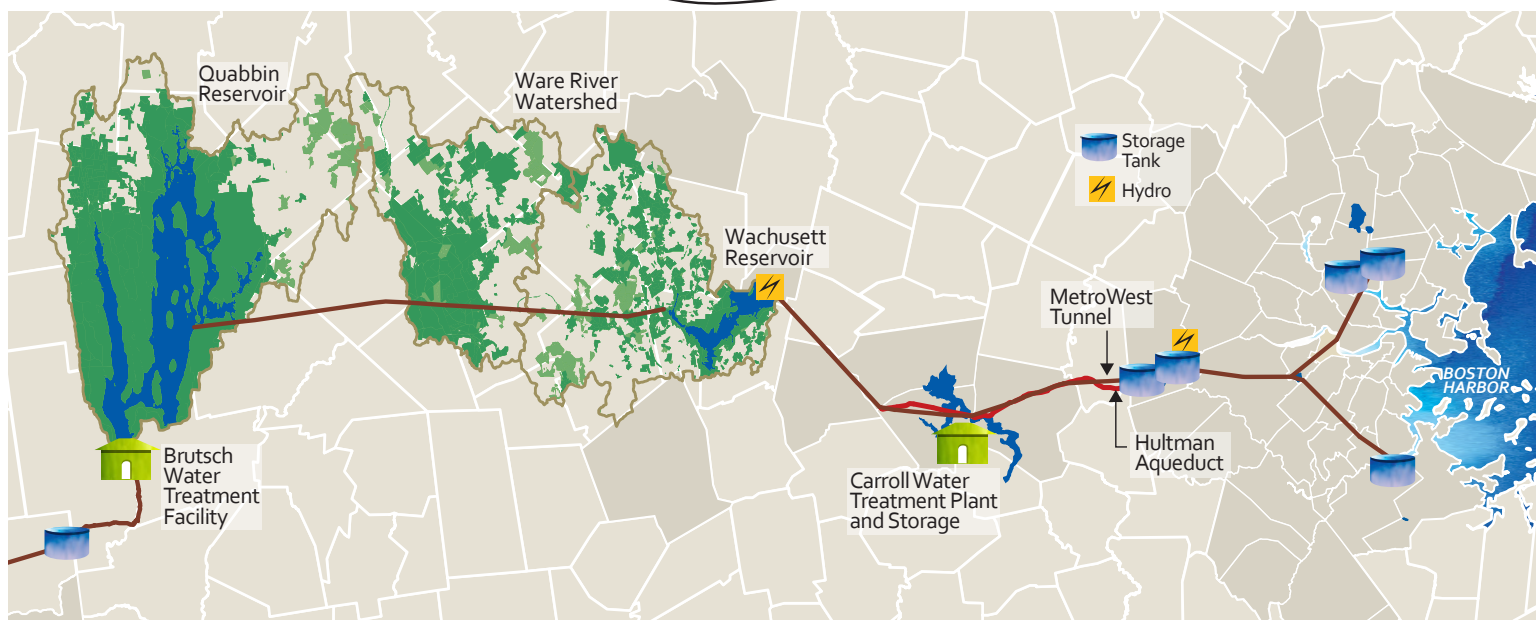 Quabbin
Reservoir
Ware River
Watershed
Storage
Tank
Hydro
Wachusett
Reservoir
MetroWest
Tunnel
BOSTON
HARBOR
Hultman
Aqueduct
Brutsch
Water
Treatment
Facility
Carroll Water
Treatment Plant
and Storage